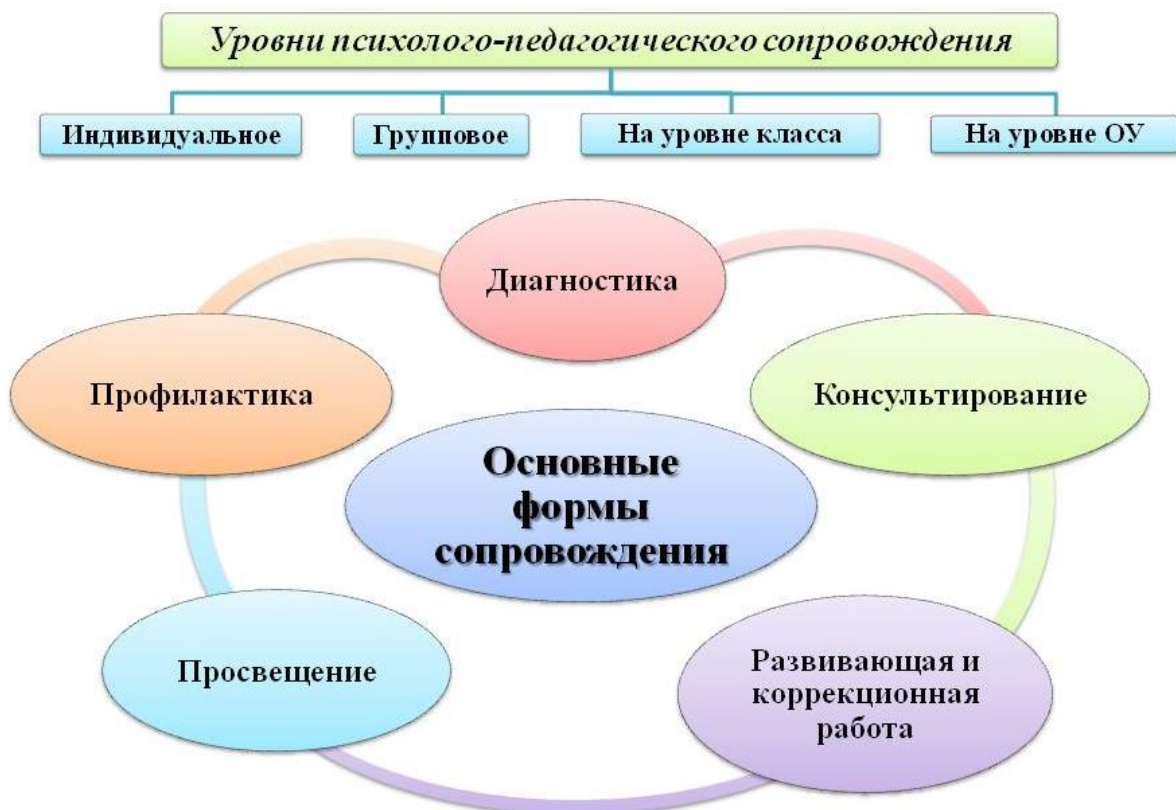 Уровни психолого-педагогического сопровождения
Индивидуальное
Групповое
На уровне класса
На уровне ОУ
Диагностика
Профилактика
Консультирование
Основные
формы
сопровождения
Просвещение
Развивающая и
коррекционная
работа